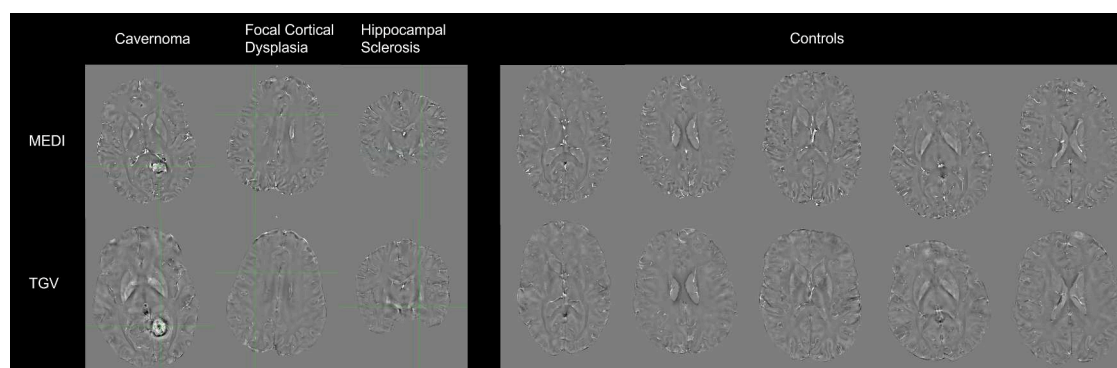 Cavernoma
Focal Cortical
Dysplasia
Hippocampal
Sclerosis
Controls
MEDI
TGV